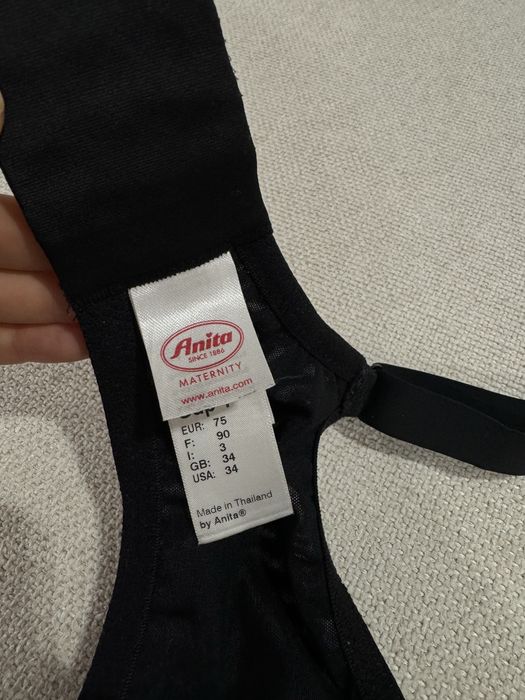 Anita
SINCE 1886
MATERNITY
www.anita.com
EUR: 75
F: 90
I: 3
GB: 34
USA: 34
Made in Thailand
by Anita®